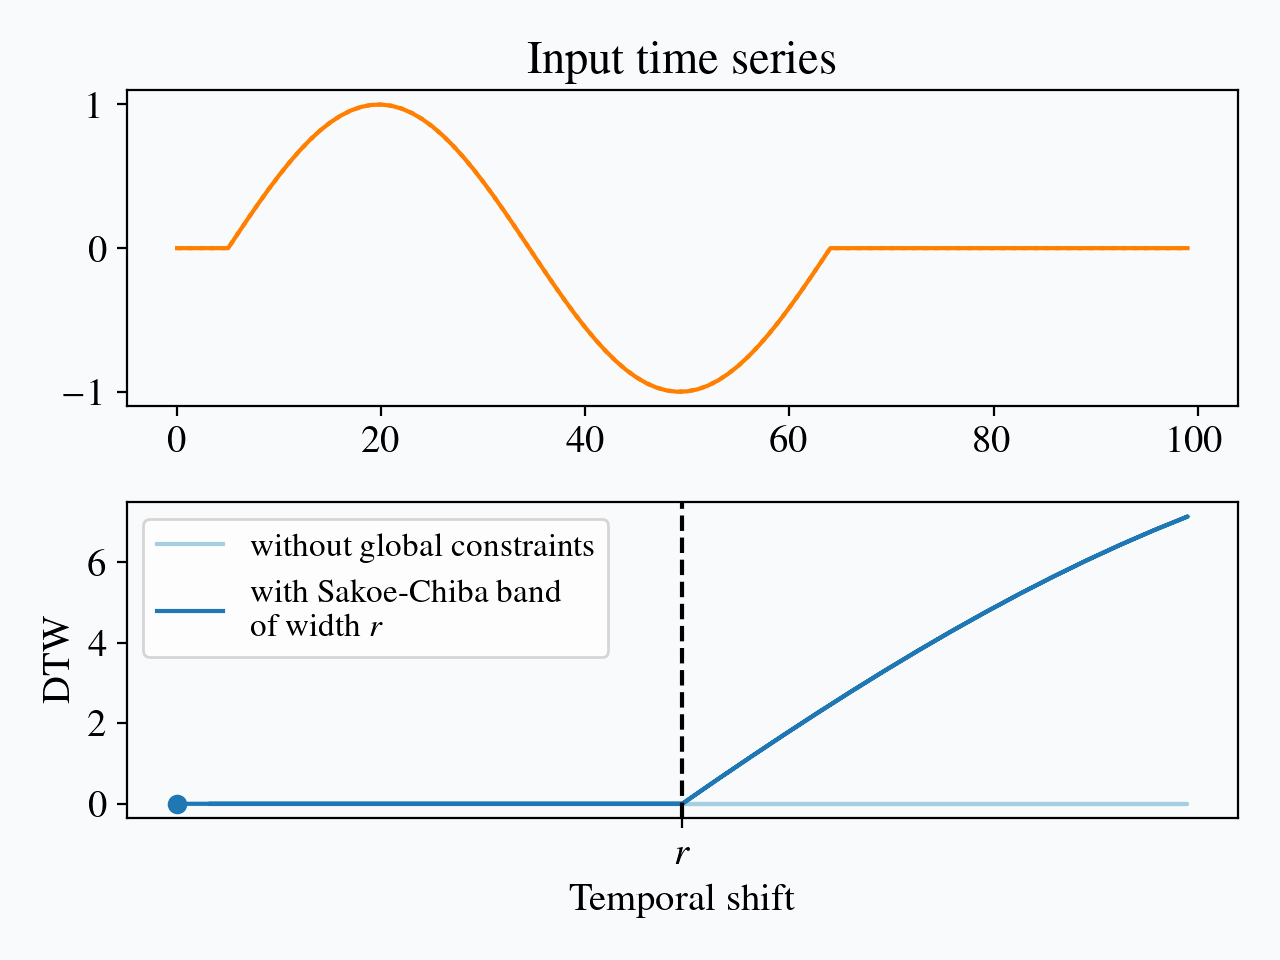 Input time series
1
0
−1
0 20 40 60 80 100
without global constraints
with Sakoe-Chiba band
of width r
6
4
2
0
DTW
r
Temporal shift